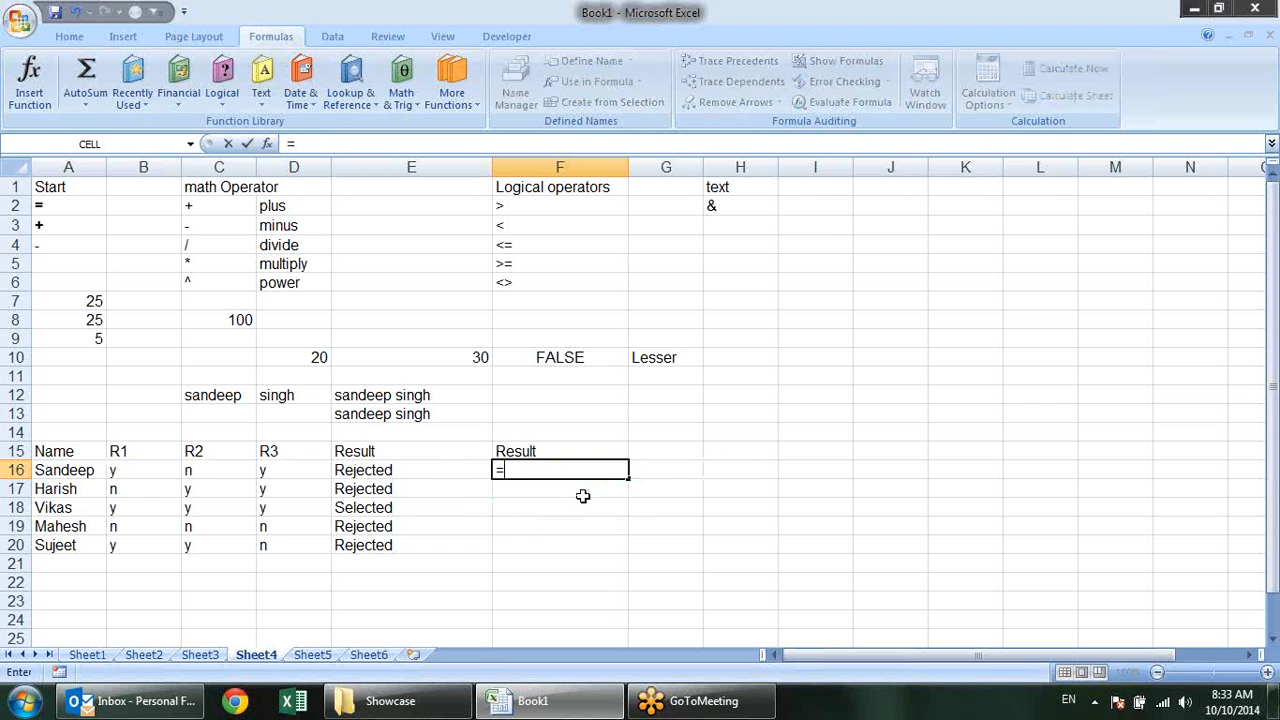 Book1 - Microsoft Excel
Home Insert Page Layout Formulas Data Review View Developer
fx Insert Function
Σ AutoSum
Recently Used
Financial
? Logical
A Text
Date & Time
Lookup & Reference
θ Math & Trig
More Functions
Function Library
Name Manager
Define Name
Use in Formula
Create from Selection
Defined Names
Trace Precedents
Trace Dependents
Remove Arrows
Show Formulas
Error Checking
Evaluate Formula
Formula Auditing
Watch Window
Calculation Options
Calculate Now
Calculate Sheet
Calculation
CELL fx =
A B C D E F G H I J K L M N
1 Start math Operator Logical operators text
2 = + plus > &
3 + - minus <
4 - / divide <=
5 * multiply >=
6 ^ power <>
7 25
8 25 100
9 5
10 20 30 FALSE Lesser
11
12 sandeep singh sandeep singh
13 sandeep singh
14
15 Name R1 R2 R3 Result Result
16 Sandeep y n y Rejected =
17 Harish n y y Rejected
18 Vikas y y y Selected
19 Mahesh n n n Rejected
20 Sujeet y y n Rejected
21
22
23
24
25
Sheet1 Sheet2 Sheet3 Sheet4 Sheet5 Sheet6
Enter 100%
Inbox - Personal F... Showcase Book1 GoToMeeting EN 8:33 AM
10/10/2014